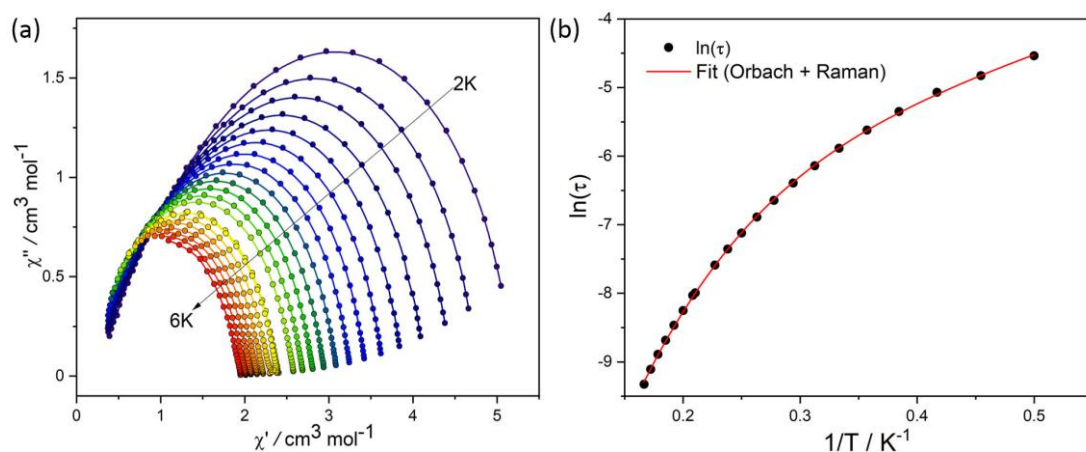 (a)
χ'' / cm³ mol⁻¹
1.5
1
0.5
0
2K
6K
0 1 2 3 4 5
χ' / cm³ mol⁻¹
(b)
ln(τ)
-4
-5
-6
-7
-8
-9
ln(τ)
Fit (Orbach + Raman)
0.2 0.3 0.4 0.5
1/T / K⁻¹